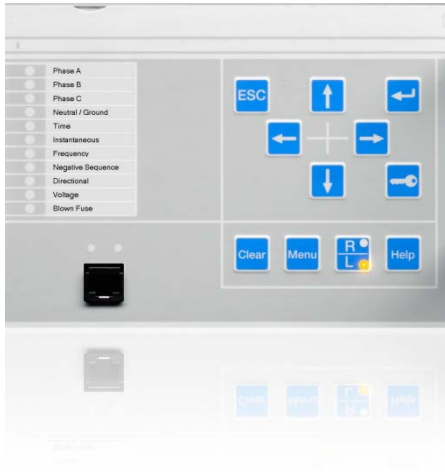 Phase A
Phase B
Phase C
Neutral / Ground
Time
Instantaneous
Frequency
Negative Sequence
Directional
Voltage
Blown Fuse
ESC
Clear
Menu
R
L
Help